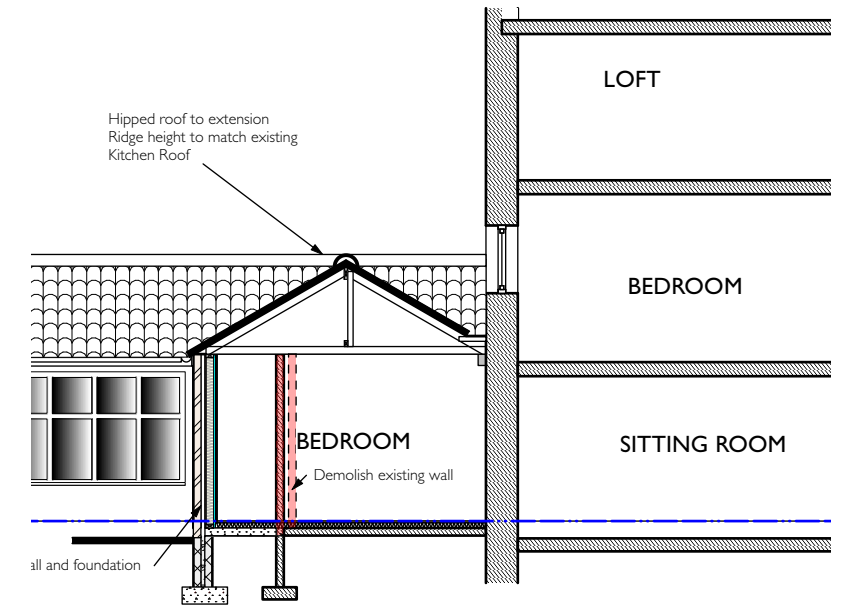 LOFT
Hipped roof to extension
Ridge height to match existing
Kitchen Roof
BEDROOM
BEDROOM
SITTING ROOM
Demolish existing wall
all and foundation